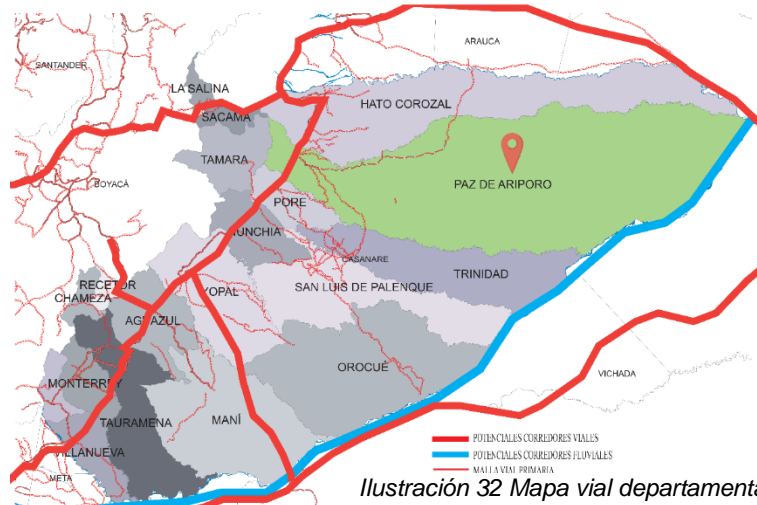 ARAUCA
SANTANDER
LA SALINA
HATO COROZAL
SACAMA
TAMARA
PAZ DE ARIPORO
BOYACÁ
PORE
NUNCHIA
CASANARE
TRINIDAD
RECETOR
SAN LUIS DE PALENQUE
YOPAL
CHAMEZA
AGUAZUL
OROCUÉ
VICHADA
MONTERREY
MANÍ
TAURAMENA
VILLANUEVA
META
POTENCIALES CORREDORES VIALES
POTENCIALES CORREDORES FLUVIALES
MALLA VIAL PRIMARIA
Ilustración 32 Mapa vial departamenta